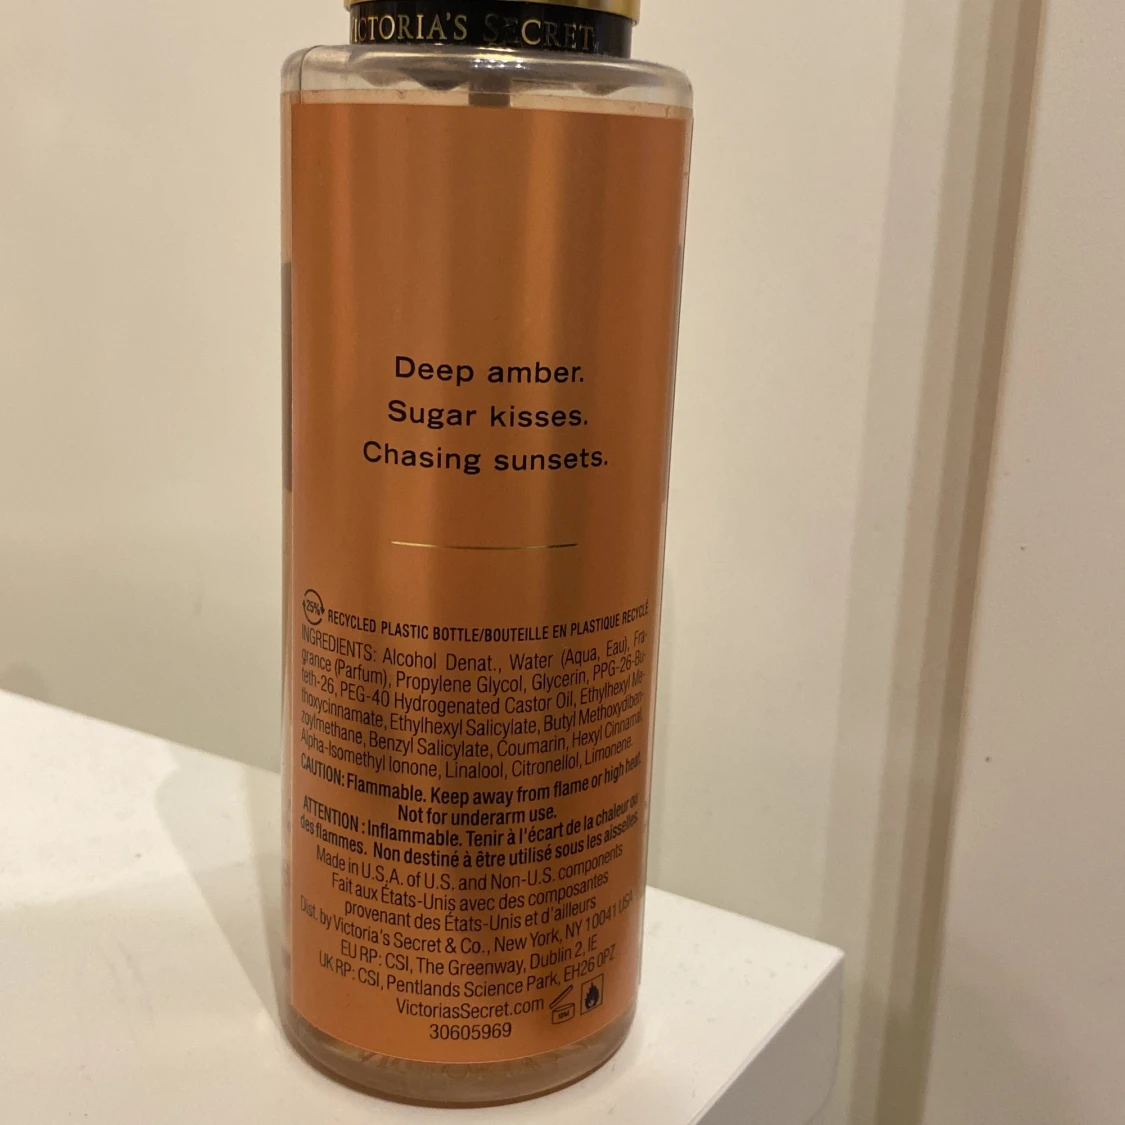 VICTORIA'S SECRET
Deep amber.
Sugar kisses.
Chasing sunsets.
25%
RECYCLED PLASTIC BOTTLE/BOUTEILLE EN PLASTIQUE RECYCLÉ
INGREDIENTS: Alcohol Denat., Water (Aqua, Eau), Fra-
grance (Parfum), Propylene Glycol, Glycerin, PPG-26-Bu-
teth-26, PEG-40 Hydrogenated Castor Oil, Ethylhexyl Me-
thoxycinnamate, Ethylhexyl Salicylate, Butyl Methoxydiben-
zoylmethane, Benzyl Salicylate, Coumarin, Hexyl Cinnamal,
Alpha-Isomethyl Ionone, Linalool, Citronellol, Limonene.
CAUTION: Flammable. Keep away from flame or high heat.
Not for underarm use.
ATTENTION : Inflammable. Tenir à l'écart de la chaleur ou
des flammes. Non destiné à être utilisé sous les aisselles.
Made in U.S.A. of U.S. and Non-U.S. components
Fait aux États-Unis avec des composantes
provenant des États-Unis et d'ailleurs
Dist. by Victoria's Secret & Co., New York, NY 10041 USA
EU RP: CSI, The Greenway, Dublin 2, IE
UK RP: CSI, Pentlands Science Park, EH26 0PZ
VictoriasSecret.com
30605969